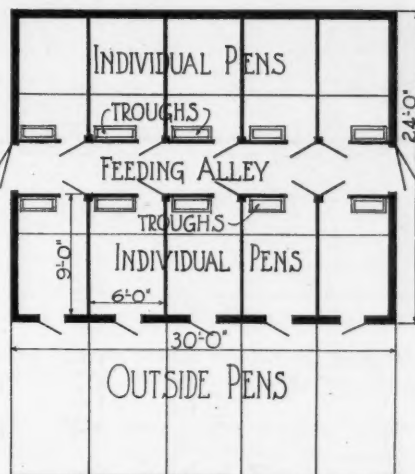 INDIVIDUAL PENS
TROUGHS
24'-0"
FEEDING ALLEY
TROUGHS
9'-0"
INDIVIDUAL PENS
6'-0"
30'-0"
OUTSIDE PENS